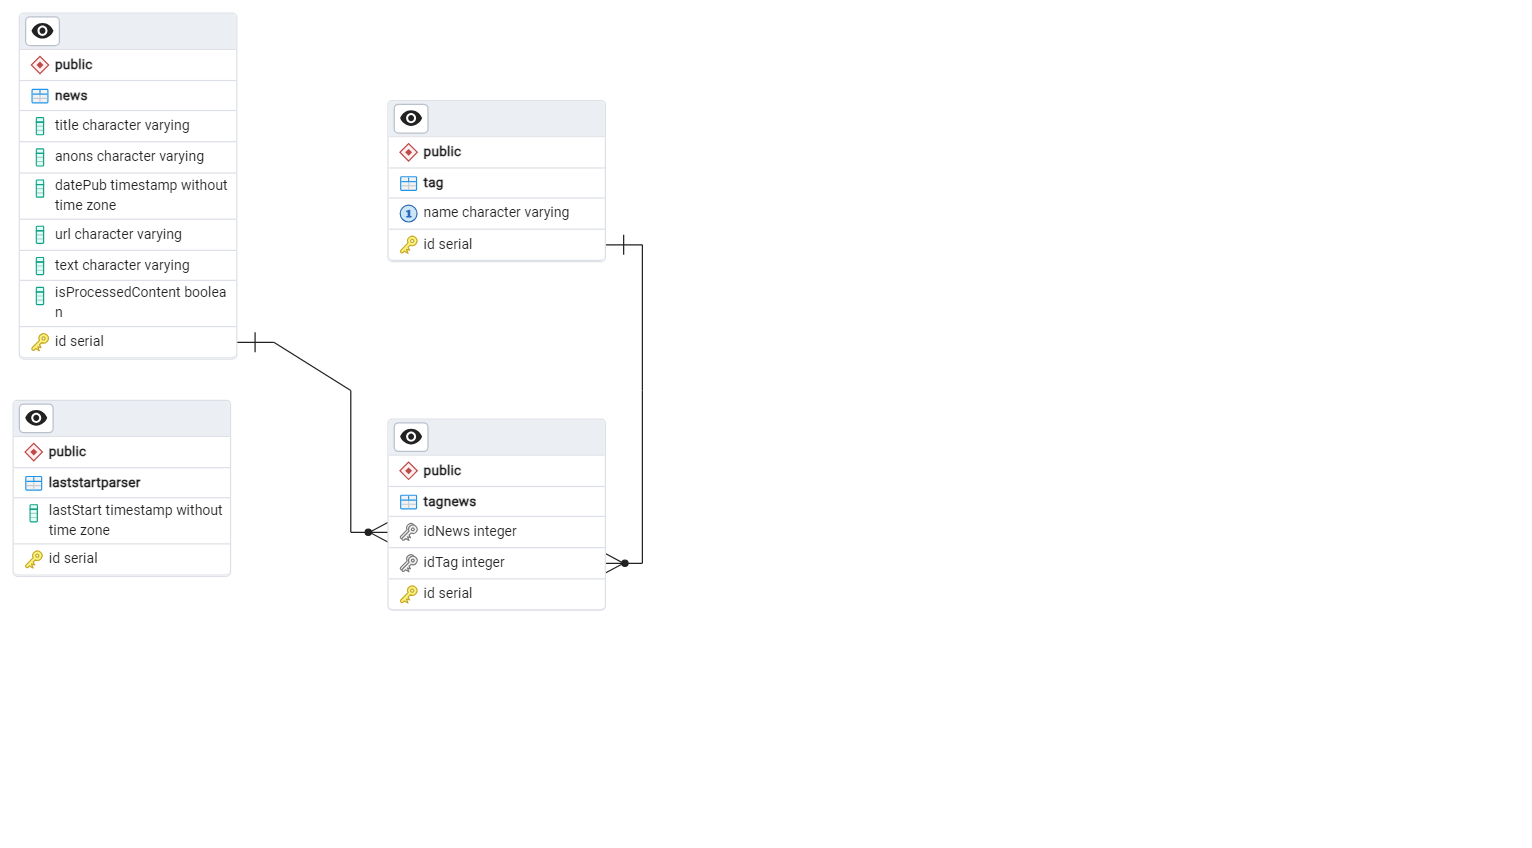 public
news
title character varying
anons character varying
datePub timestamp without
time zone
url character varying
text character varying
isProcessedContent boolea
n
id serial
public
laststartparser
lastStart timestamp without
time zone
id serial
public
tag
1 name character varying
id serial
public
tagnews
idNews integer
idTag integer
id serial